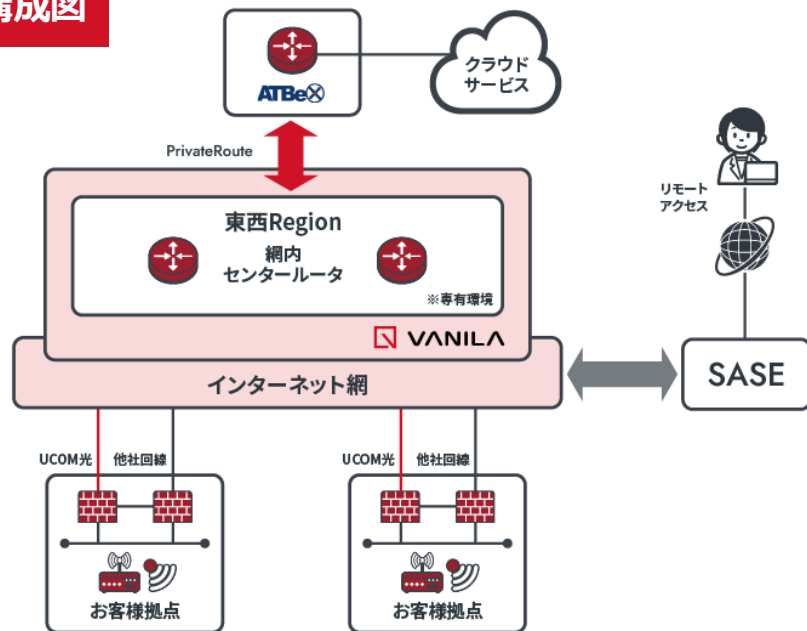 構成図
ATBeX
クラウド
サービス
PrivateRoute
リモート
アクセス
東西Region
網内
センタールータ
※専有環境
VANILA
インターネット網
SASE
UCOM光
他社回線
UCOM光
他社回線
お客様拠点
お客様拠点